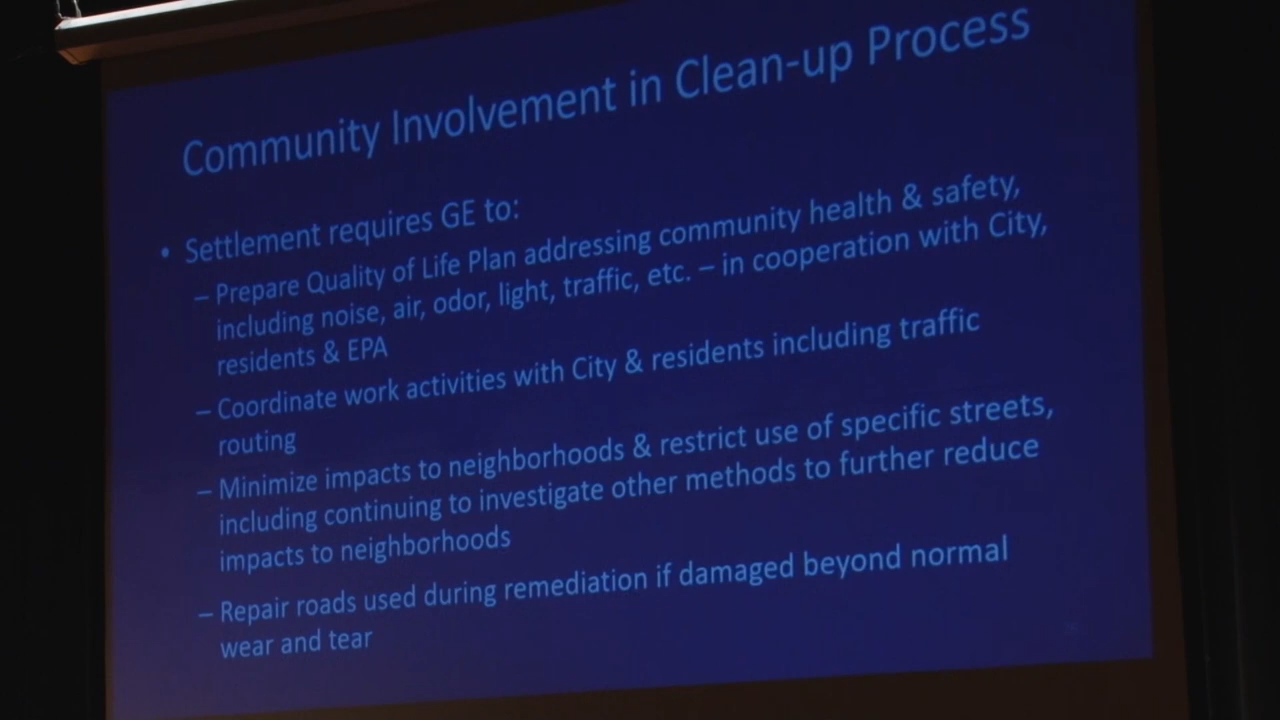 Community Involvement in Clean-up Process
• Settlement requires GE to:
– Prepare Quality of Life Plan addressing community health & safety,
including noise, air, odor, light, traffic, etc. – in cooperation with City,
residents & EPA
– Coordinate work activities with City & residents including traffic
routing
– Minimize impacts to neighborhoods & restrict use of specific streets,
including continuing to investigate other methods to further reduce
impacts to neighborhoods
– Repair roads used during remediation if damaged beyond normal
wear and tear